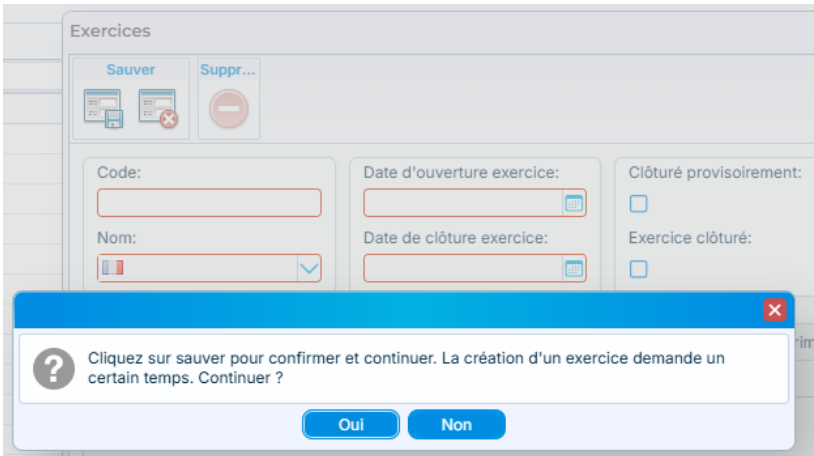 Exercices
Sauver
Suppr...
Code:
Date d'ouverture exercice:
Clôturé provisoirement:
Nom:
Date de clôture exercice:
Exercice clôturé:
Cliquez sur sauver pour confirmer et continuer. La création d'un exercice demande un
certain temps. Continuer ?
Oui
Non